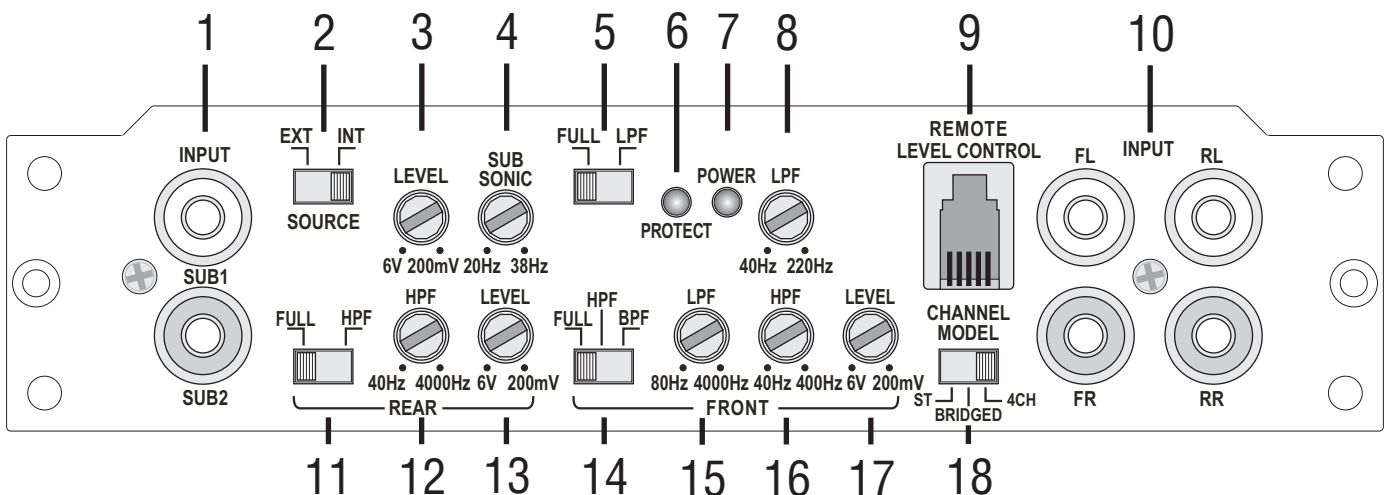 1 2 3 4 5 6 7 8 9 10
EXT INT
SOURCE
INPUT
SUB1
SUB2
LEVEL
6V 200mV
SUB
SONIC
20Hz 38Hz
FULL LPF
PROTECT
POWER
LPF
40Hz 220Hz
REMOTE
LEVEL CONTROL
INPUT
FL RL
FR RR
FULL HPF
HPF
40Hz 4000Hz
LEVEL
6V 200mV
REAR
FULL HPF BPF
LPF
80Hz 4000Hz
HPF
40Hz 400Hz
LEVEL
6V 200mV
FRONT
CHANNEL
MODEL
ST BRIDGED 4CH
11 12 13 14 15 16 17 18